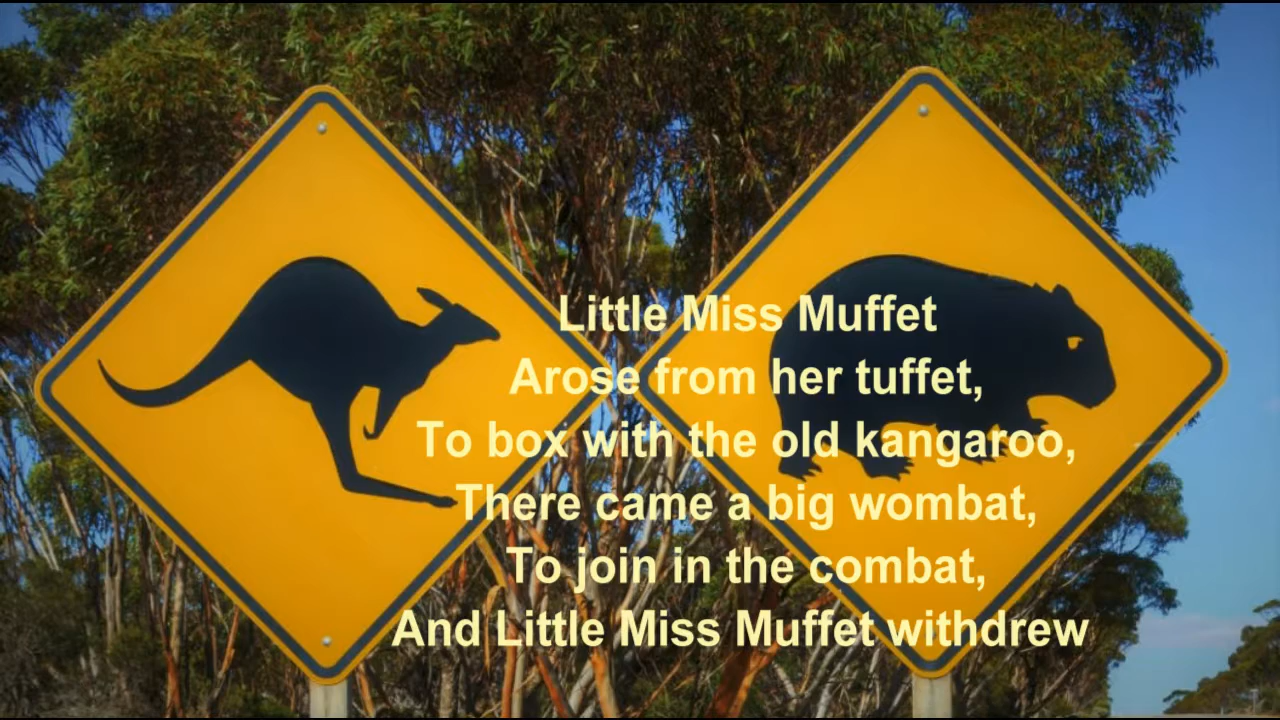 Little Miss Muffet
Arose from her tuffet,
To box with the old kangaroo,
There came a big wombat,
To join in the combat,
And Little Miss Muffet withdrew